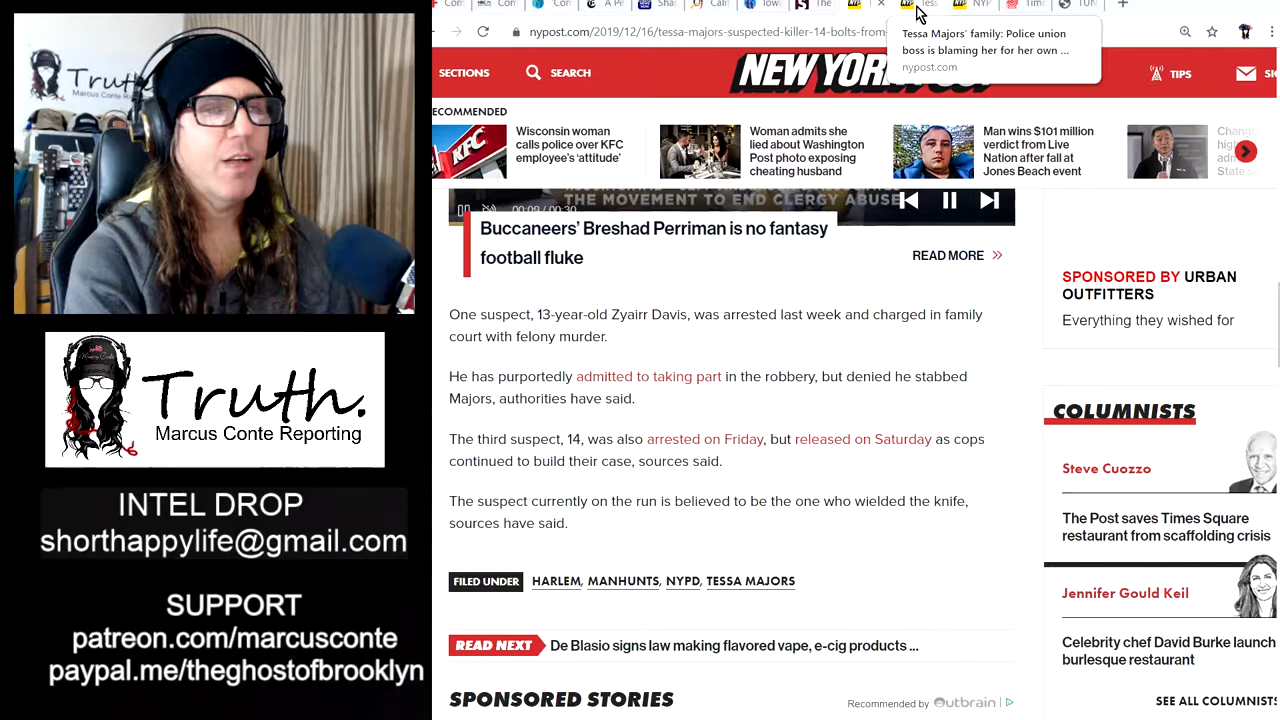 Truth.
Marcus Conte Reporting
Truth.
Marcus Conte Reporting
INTEL DROP
shorthappylife@gmail.com
SUPPORT
patreon.com/marcusconte
paypal.me/theghostofbrooklyn
nypost.com/2019/12/16/tessa-majors-suspected-killer-14-bolts-from-
Tessa Majors' family: Police union
boss is blaming her for her own ...
nypost.com
SECTIONS
SEARCH
NEW YOR
TIPS
ECOMMENDED
KFC
Wisconsin woman
calls police over KFC
employee's 'attitude'
Woman admits she
lied about Washington
Post photo exposing
cheating husband
Man wins $101 million
verdict from Live
Nation after fall at
Jones Beach event
00:09 / 00:30
THE MOVEMENT TO END CLERGY ABUSE
Buccaneers' Breshad Perriman is no fantasy
football fluke
READ MORE
One suspect, 13-year-old Zyairr Davis, was arrested last week and charged in family
court with felony murder.
He has purportedly admitted to taking part in the robbery, but denied he stabbed
Majors, authorities have said.
The third suspect, 14, was also arrested on Friday, but released on Saturday as cops
continued to build their case, sources said.
The suspect currently on the run is believed to be the one who wielded the knife,
sources have said.
FILED UNDER HARLEM, MANHUNTS, NYPD, TESSA MAJORS
READ NEXT De Blasio signs law making flavored vape, e-cig products ...
SPONSORED STORIES
Recommended by Outbrain
SPONSORED BY URBAN
OUTFITTERS
Everything they wished for
COLUMNISTS
Steve Cuozzo
The Post saves Times Square
restaurant from scaffolding crisis
Jennifer Gould Keil
Celebrity chef David Burke launch
burlesque restaurant
SEE ALL COLUMNISTS